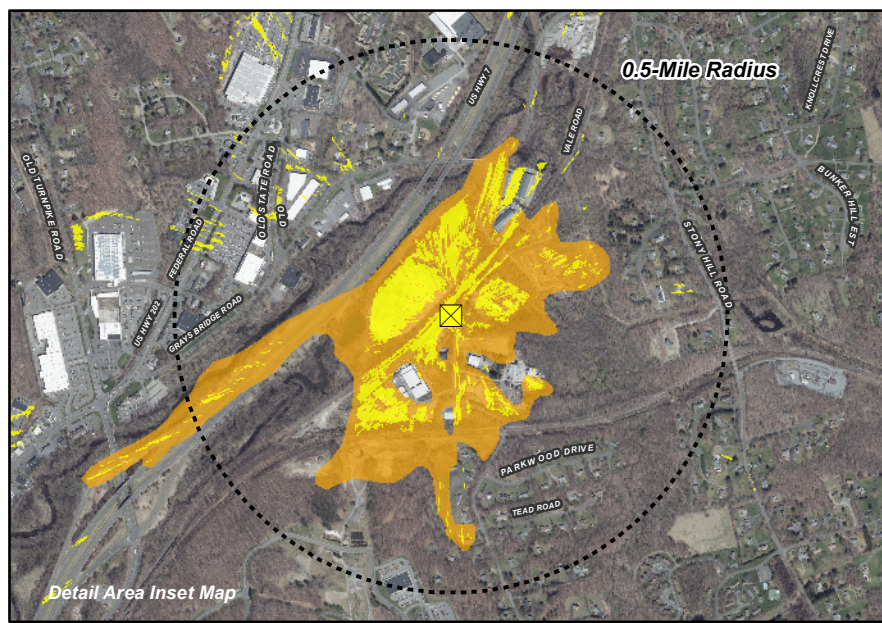 0.5-Mile Radius
US HWY 7
KNOLLCREST DRIVE
VALE ROAD
OLD TURNPIKE ROAD
OLD STATE ROAD
OLD
BUNKER HILL EST
FEDERAL ROAD
STONY HILL ROAD
US HWY 202
GRAYS BRIDGE ROAD
PARKWOOD DRIVE
TEAD ROAD
Detail Area Inset Map